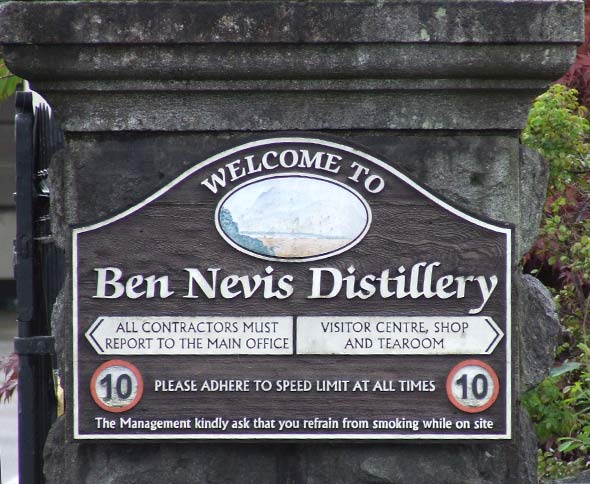 WELCOME TO
Ben Nevis Distillery
ALL CONTRACTORS MUST
REPORT TO THE MAIN OFFICE
VISITOR CENTRE, SHOP
AND TEAROOM
10 PLEASE ADHERE TO SPEED LIMIT AT ALL TIMES 10
The Management kindly ask that you refrain from smoking while on site